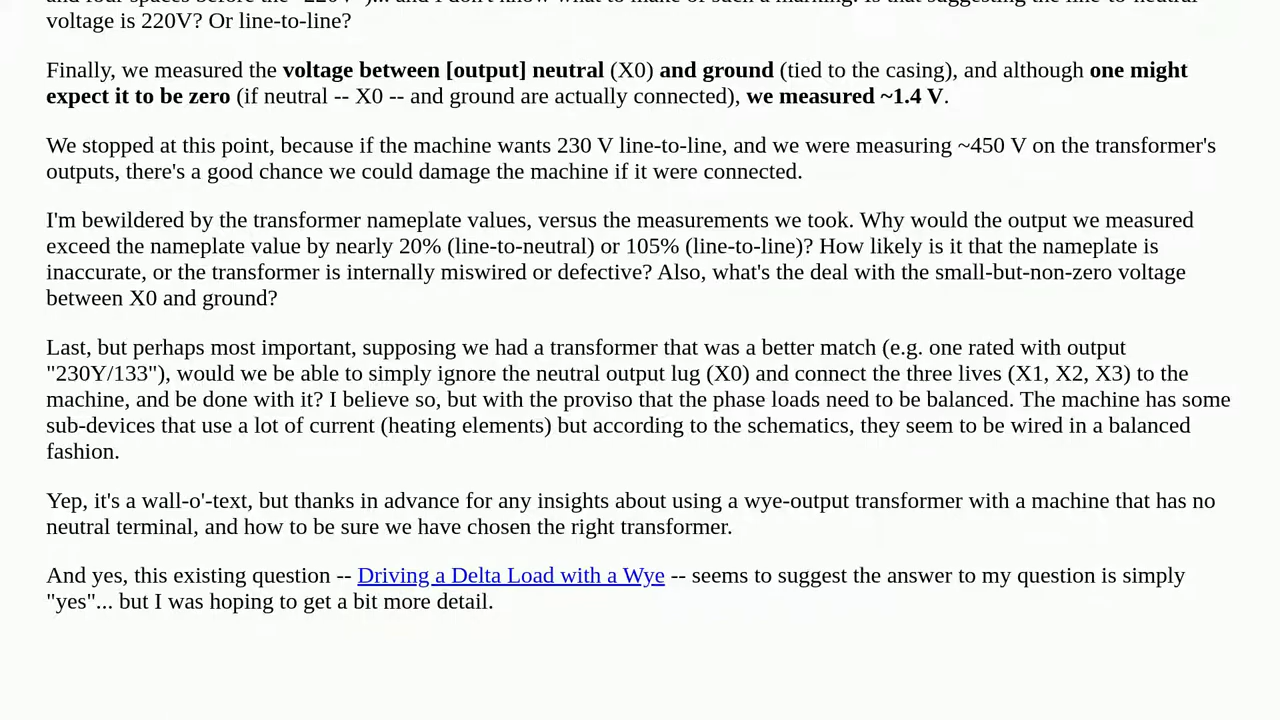 voltage is 220V? Or line-to-line?
Finally, we measured the voltage between [output] neutral (X0) and ground (tied to the casing), and although one might
expect it to be zero (if neutral -- X0 -- and ground are actually connected), we measured ~1.4 V.
We stopped at this point, because if the machine wants 230 V line-to-line, and we were measuring ~450 V on the transformer's
outputs, there's a good chance we could damage the machine if it were connected.
I'm bewildered by the transformer nameplate values, versus the measurements we took. Why would the output we measured
exceed the nameplate value by nearly 20% (line-to-neutral) or 105% (line-to-line)? How likely is it that the nameplate is
inaccurate, or the transformer is internally miswired or defective? Also, what's the deal with the small-but-non-zero voltage
between X0 and ground?
Last, but perhaps most important, supposing we had a transformer that was a better match (e.g. one rated with output
"230Y/133"), would we be able to simply ignore the neutral output lug (X0) and connect the three lives (X1, X2, X3) to the
machine, and be done with it? I believe so, but with the proviso that the phase loads need to be balanced. The machine has some
sub-devices that use a lot of current (heating elements) but according to the schematics, they seem to be wired in a balanced
fashion.
Yep, it's a wall-o'-text, but thanks in advance for any insights about using a wye-output transformer with a machine that has no
neutral terminal, and how to be sure we have chosen the right transformer.
And yes, this existing question -- Driving a Delta Load with a Wye -- seems to suggest the answer to my question is simply
"yes"... but I was hoping to get a bit more detail.